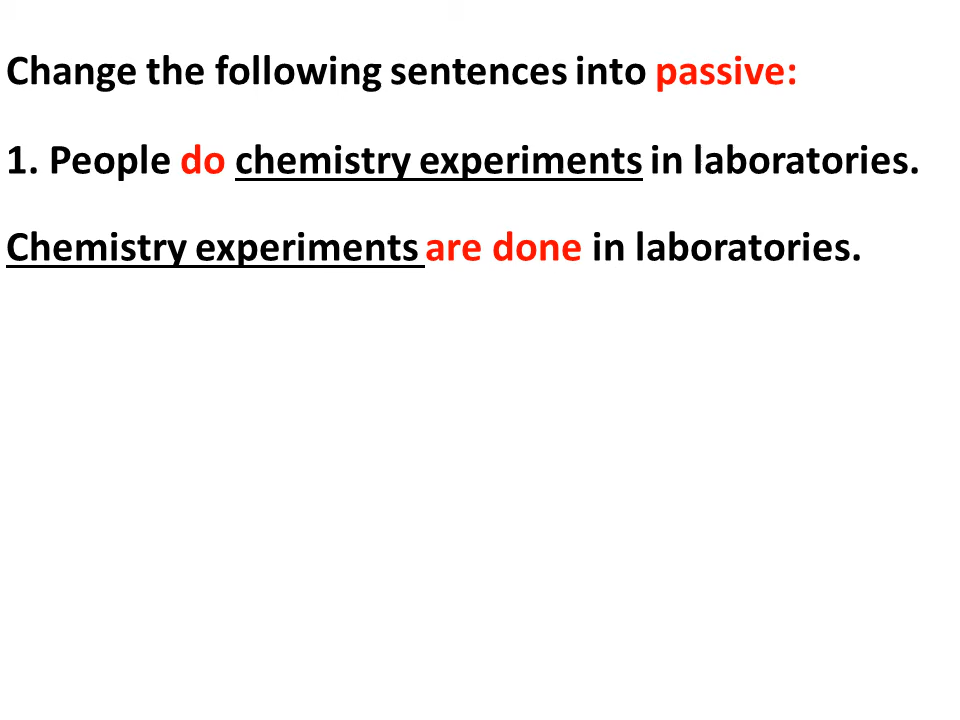 Change the following sentences into passive:
1. People do chemistry experiments in laboratories.
Chemistry experiments are done in laboratories.